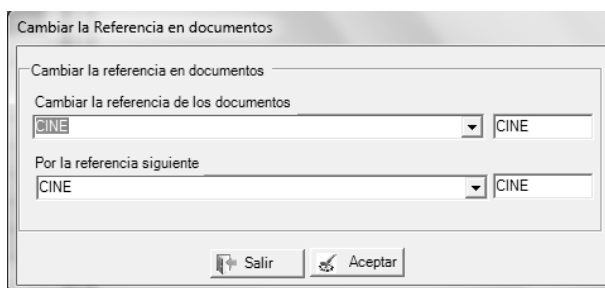 Cambiar la Referencia en documentos
Cambiar la referencia en documentos
Cambiar la referencia de los documentos
CINE CINE
Por la referencia siguiente
CINE CINE
Salir Aceptar